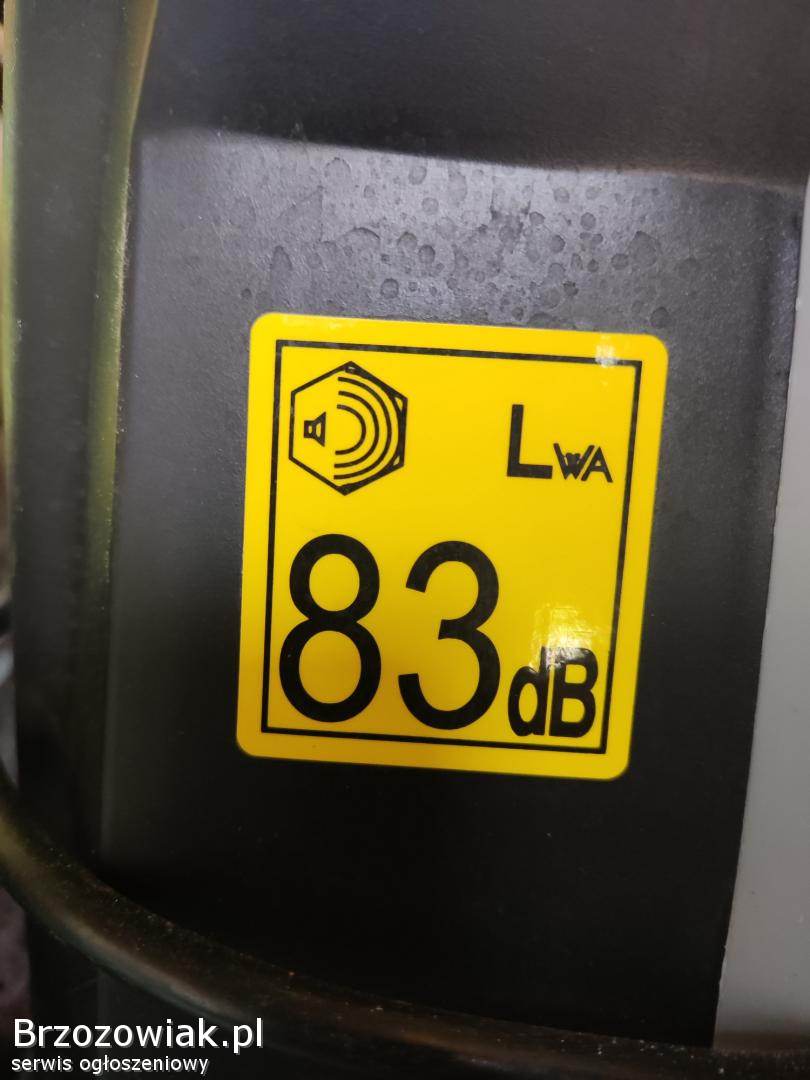 LWA
83dB
Brzozowiak.pl
serwis ogłoszeniowy